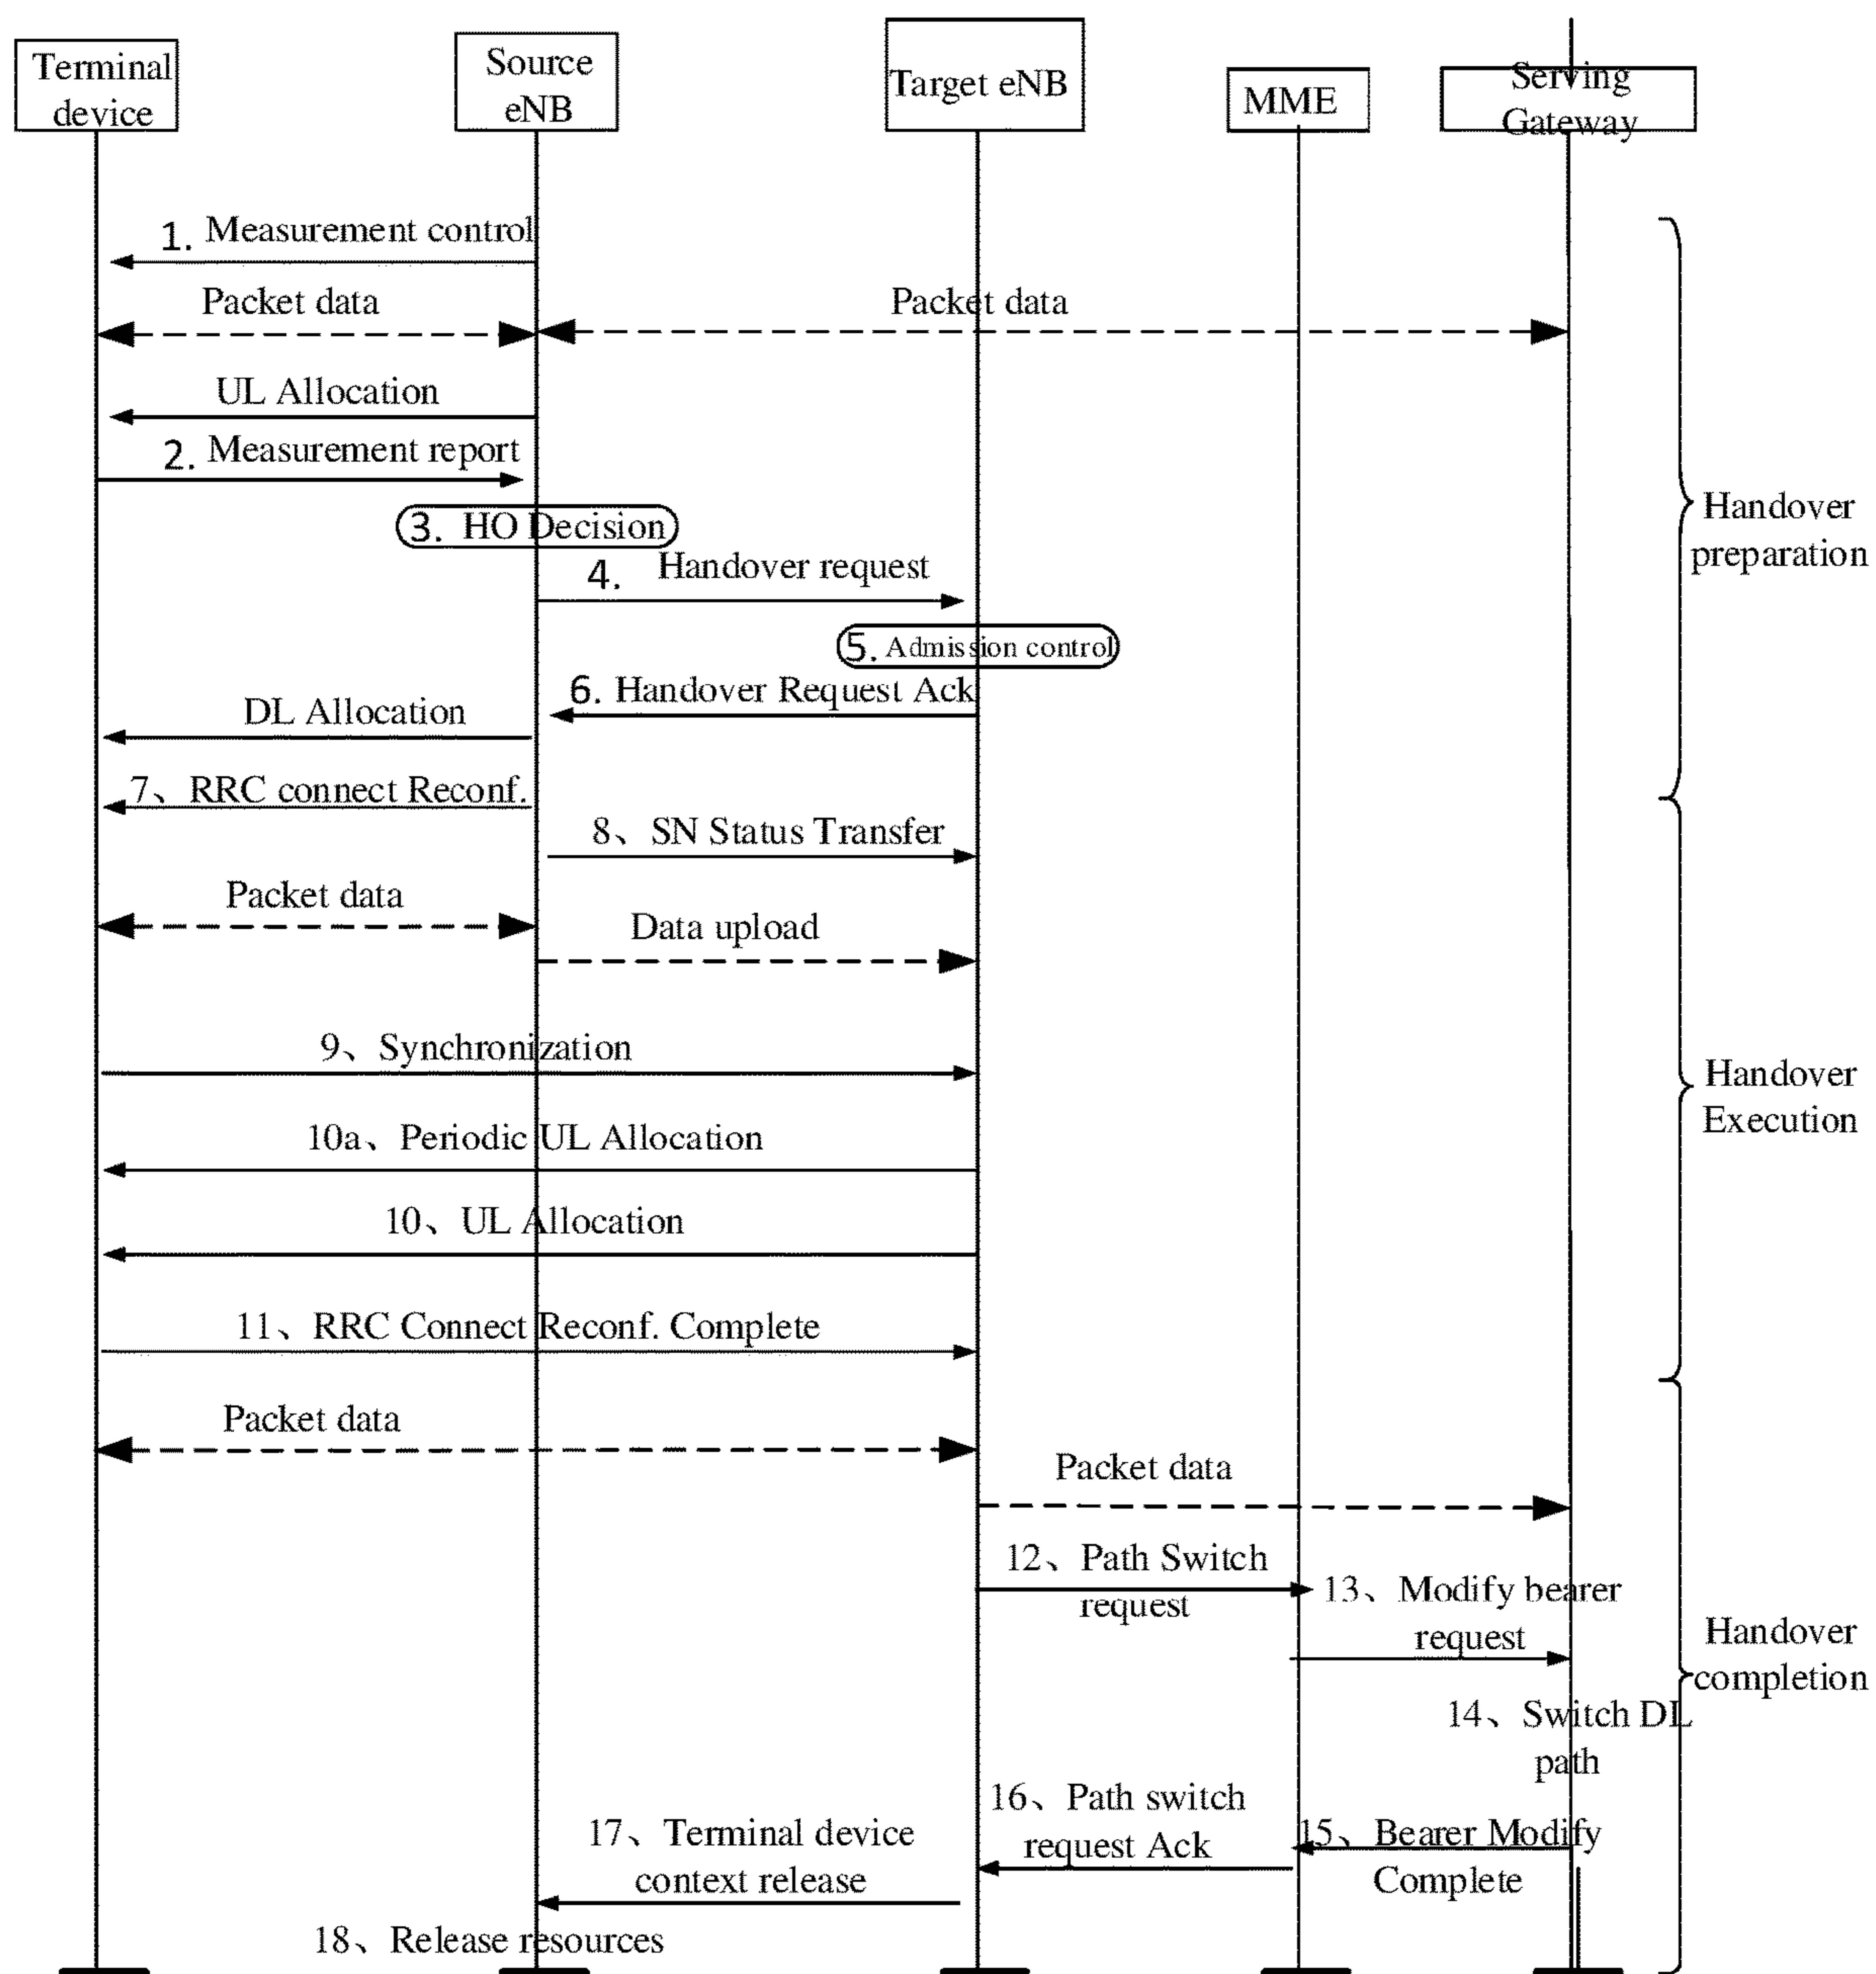 Terminal
device
Source
eNB
Target eNB
MME
Serving
Gateway
1. Measurement control
Packet data
Packet data
UL Allocation
2. Measurement report
3. HO Decision
4. Handover request
Handover
preparation
5. Admission control
6. Handover Request Ack
DL Allocation
7、RRC connect Reconf.
8、SN Status Transfer
Packet data
Data upload
9、Synchronization
Handover
Execution
10a、Periodic UL Allocation
10、UL Allocation
11、RRC Connect Reconf. Complete
Packet data
Packet data
12、Path Switch
request
13、Modify bearer
request
Handover
completion
14、Switch DL
path
16、Path switch
request Ack
15、Bearer Modify
Complete
17、Terminal device
context release
18、Release resources